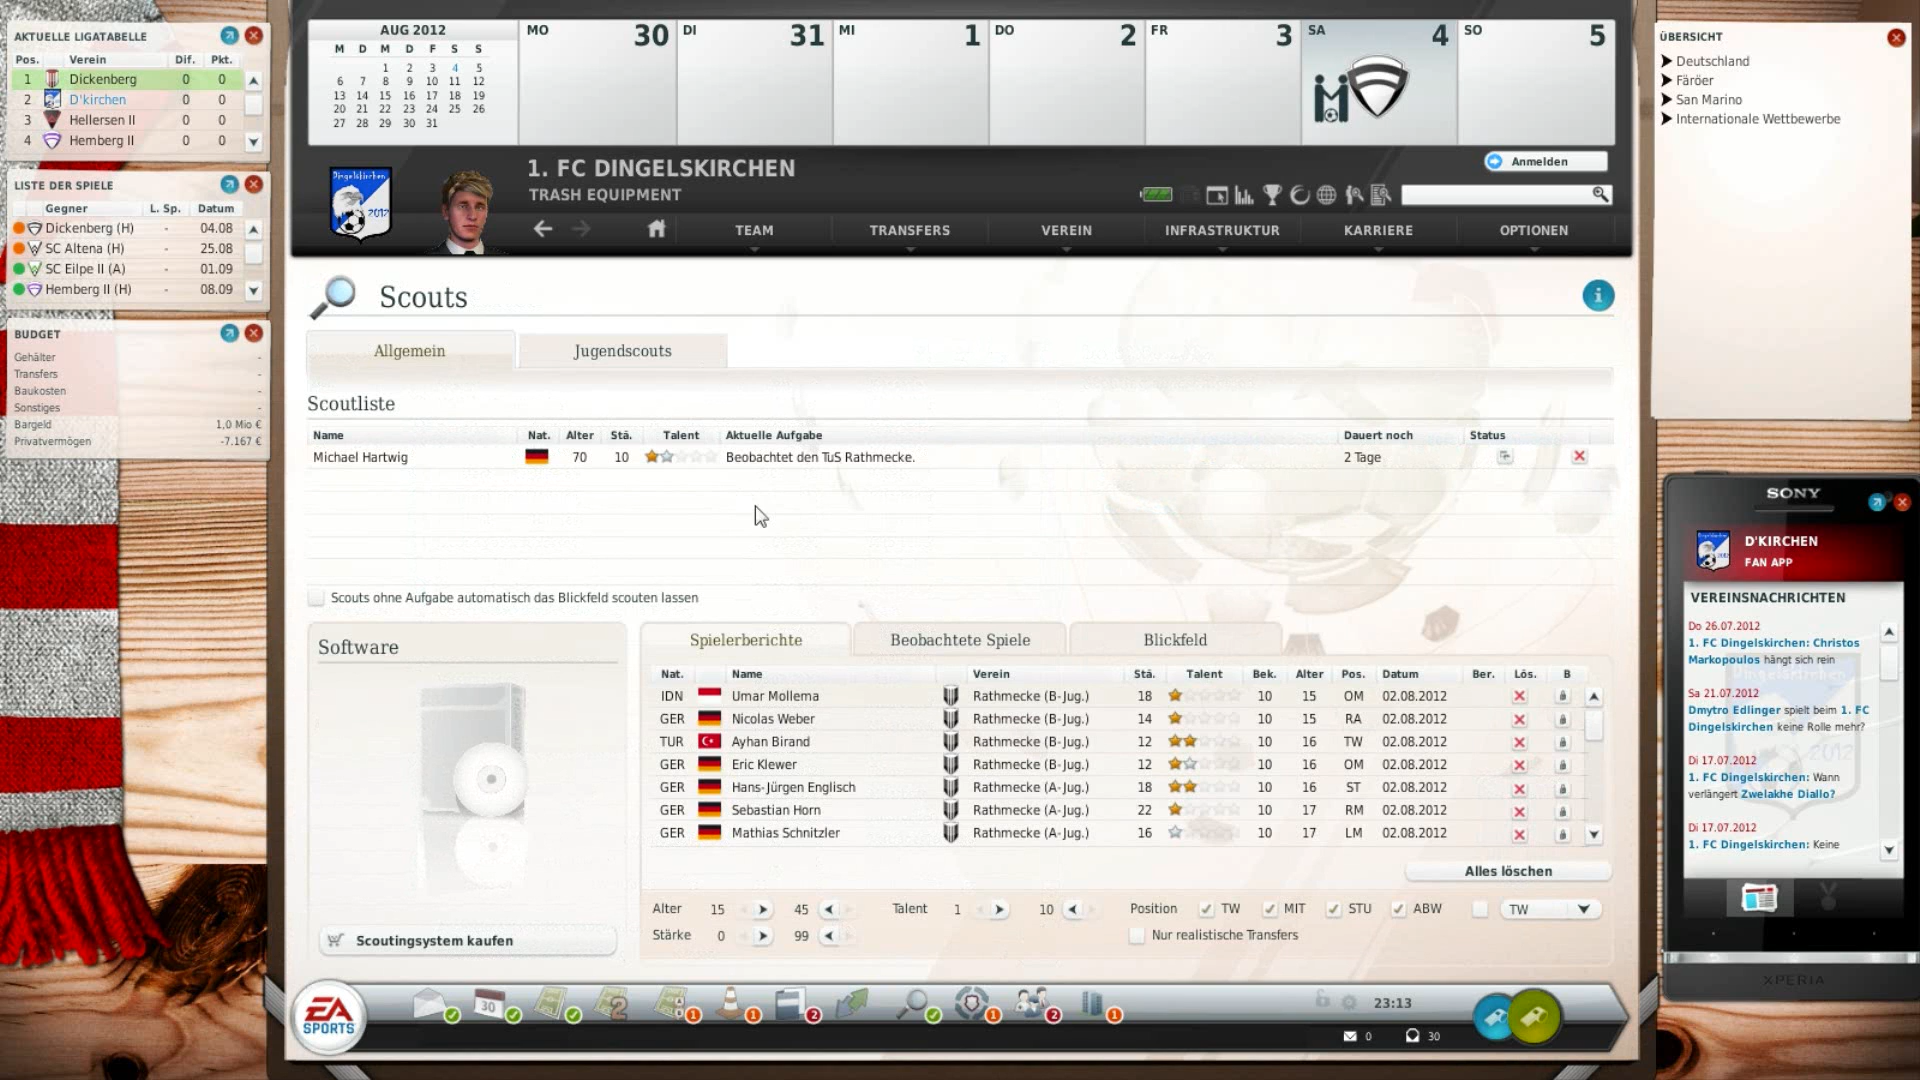 AKTUELLE LIGATABELLE
Pos. Verein Dif. Pkt.
1 Dickenberg 0 0
2 D'kirchen 0 0
3 Hellersen II 0 0
4 Hemberg II 0 0
LISTE DER SPIELE
Gegner L. Sp. Datum
Dickenberg (H) - 04.08
SC Altena (H) - 25.08
SC Eilpe II (A) - 01.09
Hemberg II (H) - 08.09
BUDGET
Gehälter -
Transfers -
Baukosten -
Sonstiges -
Bargeld 1,0 Mio €
Privatvermögen -7.167 €
AUG 2012
M D M D F S S
1 2 3 4 5
6 7 8 9 10 11 12
13 14 15 16 17 18 19
20 21 22 23 24 25 26
27 28 29 30 31
MO 30 DI 31 MI 1 DO 2 FR 3 SA 4 SO 5
Dingelskirchen
2012
1. FC DINGELSKIRCHEN
TRASH EQUIPMENT
Anmelden
TEAM TRANSFERS VEREIN INFRASTRUKTUR KARRIERE OPTIONEN
Scouts
Allgemein Jugendscouts
Scoutliste
Name Nat. Alter Stä. Talent Aktuelle Aufgabe Dauert noch Status
Michael Hartwig 70 10 Beobachtet den TuS Rathmecke. 2 Tage
Scouts ohne Aufgabe automatisch das Blickfeld scouten lassen
Software
Scoutingsystem kaufen
Spielerberichte Beobachtete Spiele Blickfeld
Nat. Name Verein Stä. Talent Bek. Alter Pos. Datum Ber. Lös. B
IDN Umar Mollema Rathmecke (B-Jug.) 18 10 15 OM 02.08.2012
GER Nicolas Weber Rathmecke (B-Jug.) 14 10 15 RA 02.08.2012
TUR Ayhan Birand Rathmecke (B-Jug.) 12 10 16 TW 02.08.2012
GER Eric Klewer Rathmecke (B-Jug.) 12 10 16 OM 02.08.2012
GER Hans-Jürgen Englisch Rathmecke (A-Jug.) 18 10 16 ST 02.08.2012
GER Sebastian Horn Rathmecke (A-Jug.) 22 10 17 RM 02.08.2012
GER Mathias Schnitzler Rathmecke (A-Jug.) 16 10 17 LM 02.08.2012
Alles löschen
Alter 15 45 Talent 1 10 Position TW MIT STU ABW TW
Stärke 0 99 Nur realistische Transfers
EA SPORTS
30
2
1
1
2
1
2
1
23:13
0 30
ÜBERSICHT
Deutschland
Färöer
San Marino
Internationale Wettbewerbe
SONY
D'KIRCHEN
FAN APP
VEREINSNACHRICHTEN
Do 26.07.2012
1. FC Dingelskirchen: Christos
Markopoulos hängt sich rein
Sa 21.07.2012
Dmytro Edlinger spielt beim 1. FC
Dingelskirchen keine Rolle mehr?
Di 17.07.2012
1. FC Dingelskirchen: Wann
verlängert Zwelakhe Diallo?
Di 17.07.2012
1. FC Dingelskirchen: Keine
XPERIA